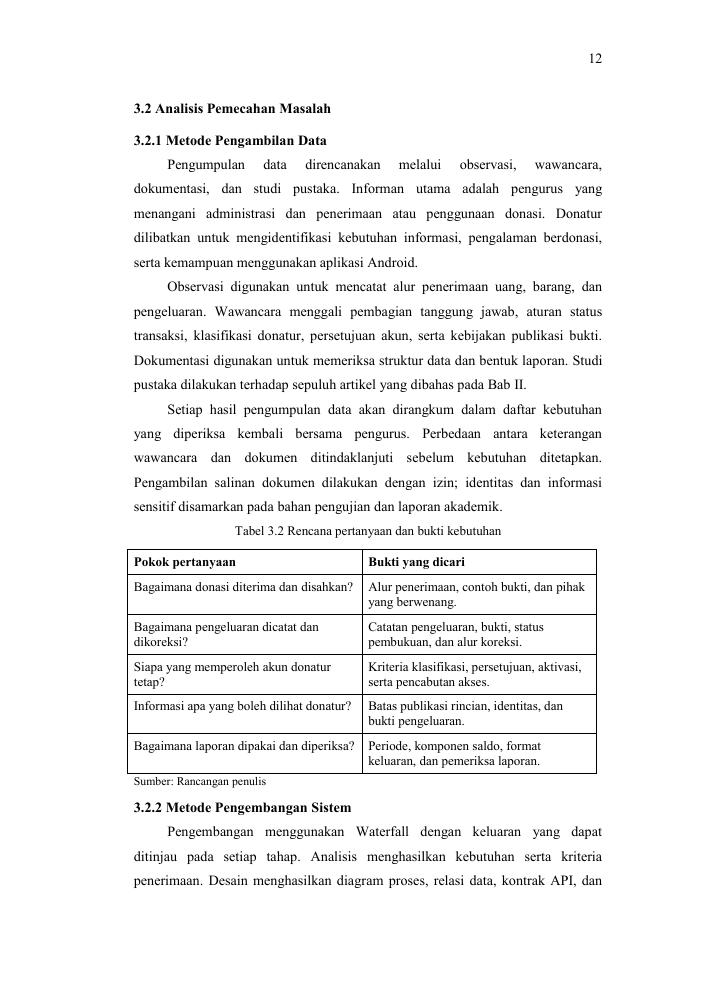 12
3.2 Analisis Pemecahan Masalah
3.2.1 Metode Pengambilan Data
Pengumpulan data direncanakan melalui observasi, wawancara,
dokumentasi, dan studi pustaka. Informan utama adalah pengurus yang
menangani administrasi dan penerimaan atau penggunaan donasi. Donatur
dilibatkan untuk mengidentifikasi kebutuhan informasi, pengalaman berdonasi,
serta kemampuan menggunakan aplikasi Android.
Observasi digunakan untuk mencatat alur penerimaan uang, barang, dan
pengeluaran. Wawancara menggali pembagian tanggung jawab, aturan status
transaksi, klasifikasi donatur, persetujuan akun, serta kebijakan publikasi bukti.
Dokumentasi digunakan untuk memeriksa struktur data dan bentuk laporan. Studi
pustaka dilakukan terhadap sepuluh artikel yang dibahas pada Bab II.
Setiap hasil pengumpulan data akan dirangkum dalam daftar kebutuhan
yang diperiksa kembali bersama pengurus. Perbedaan antara keterangan
wawancara dan dokumen ditindaklanjuti sebelum kebutuhan ditetapkan.
Pengambilan salinan dokumen dilakukan dengan izin; identitas dan informasi
sensitif disamarkan pada bahan pengujian dan laporan akademik.
Tabel 3.2 Rencana pertanyaan dan bukti kebutuhan
Pokok pertanyaan
Bukti yang dicari
Bagaimana donasi diterima dan disahkan?
Alur penerimaan, contoh bukti, dan pihak
yang berwenang.
Bagaimana pengeluaran dicatat dan
dikoreksi?
Catatan pengeluaran, bukti, status
pembukuan, dan alur koreksi.
Siapa yang memperoleh akun donatur
tetap?
Kriteria klasifikasi, persetujuan, aktivasi,
serta pencabutan akses.
Informasi apa yang boleh dilihat donatur?
Batas publikasi rincian, identitas, dan
bukti pengeluaran.
Bagaimana laporan dipakai dan diperiksa?
Periode, komponen saldo, format
keluaran, dan pemeriksa laporan.
Sumber: Rancangan penulis
3.2.2 Metode Pengembangan Sistem
Pengembangan menggunakan Waterfall dengan keluaran yang dapat
ditinjau pada setiap tahap. Analisis menghasilkan kebutuhan serta kriteria
penerimaan. Desain menghasilkan diagram proses, relasi data, kontrak API, dan